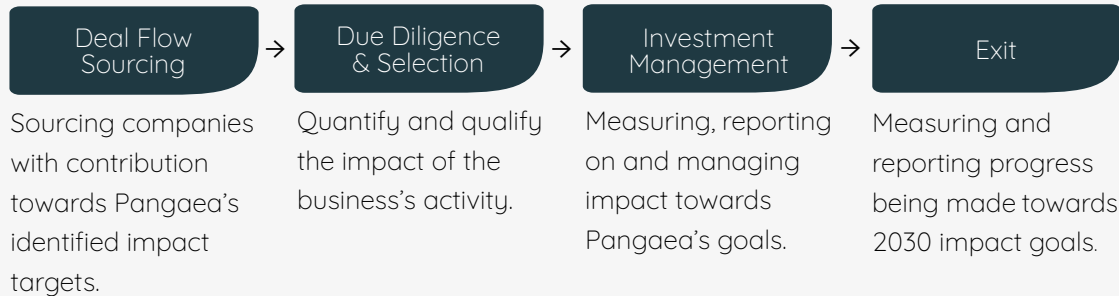 Deal Flow
Sourcing
→
Due Diligence
& Selection
→
Investment
Management
→
Exit
Sourcing companies
with contribution
towards Pangaea’s
identified impact
targets.
Quantify and qualify
the impact of the
business’s activity.
Measuring, reporting
on and managing
impact towards
Pangaea’s goals.
Measuring and
reporting progress
being made towards
2030 impact goals.